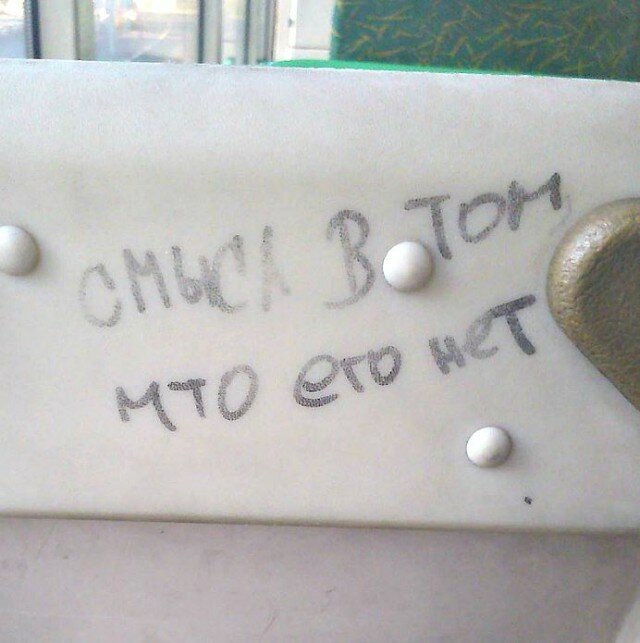 смысл в том
что его нет